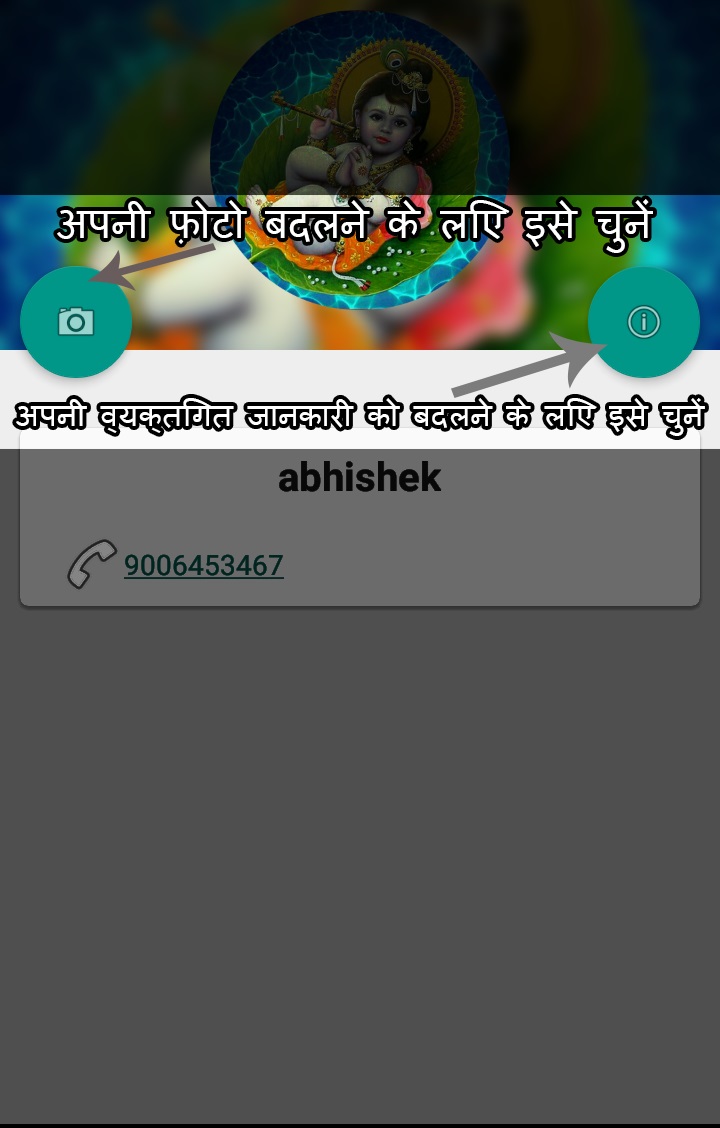 अपनी फ़ोटो बदलने के लिए इसे चुनें
अपनी व्यक्तिगत जानकारी को बदलने के लिए इसे चुनें
abhishek
9006453467